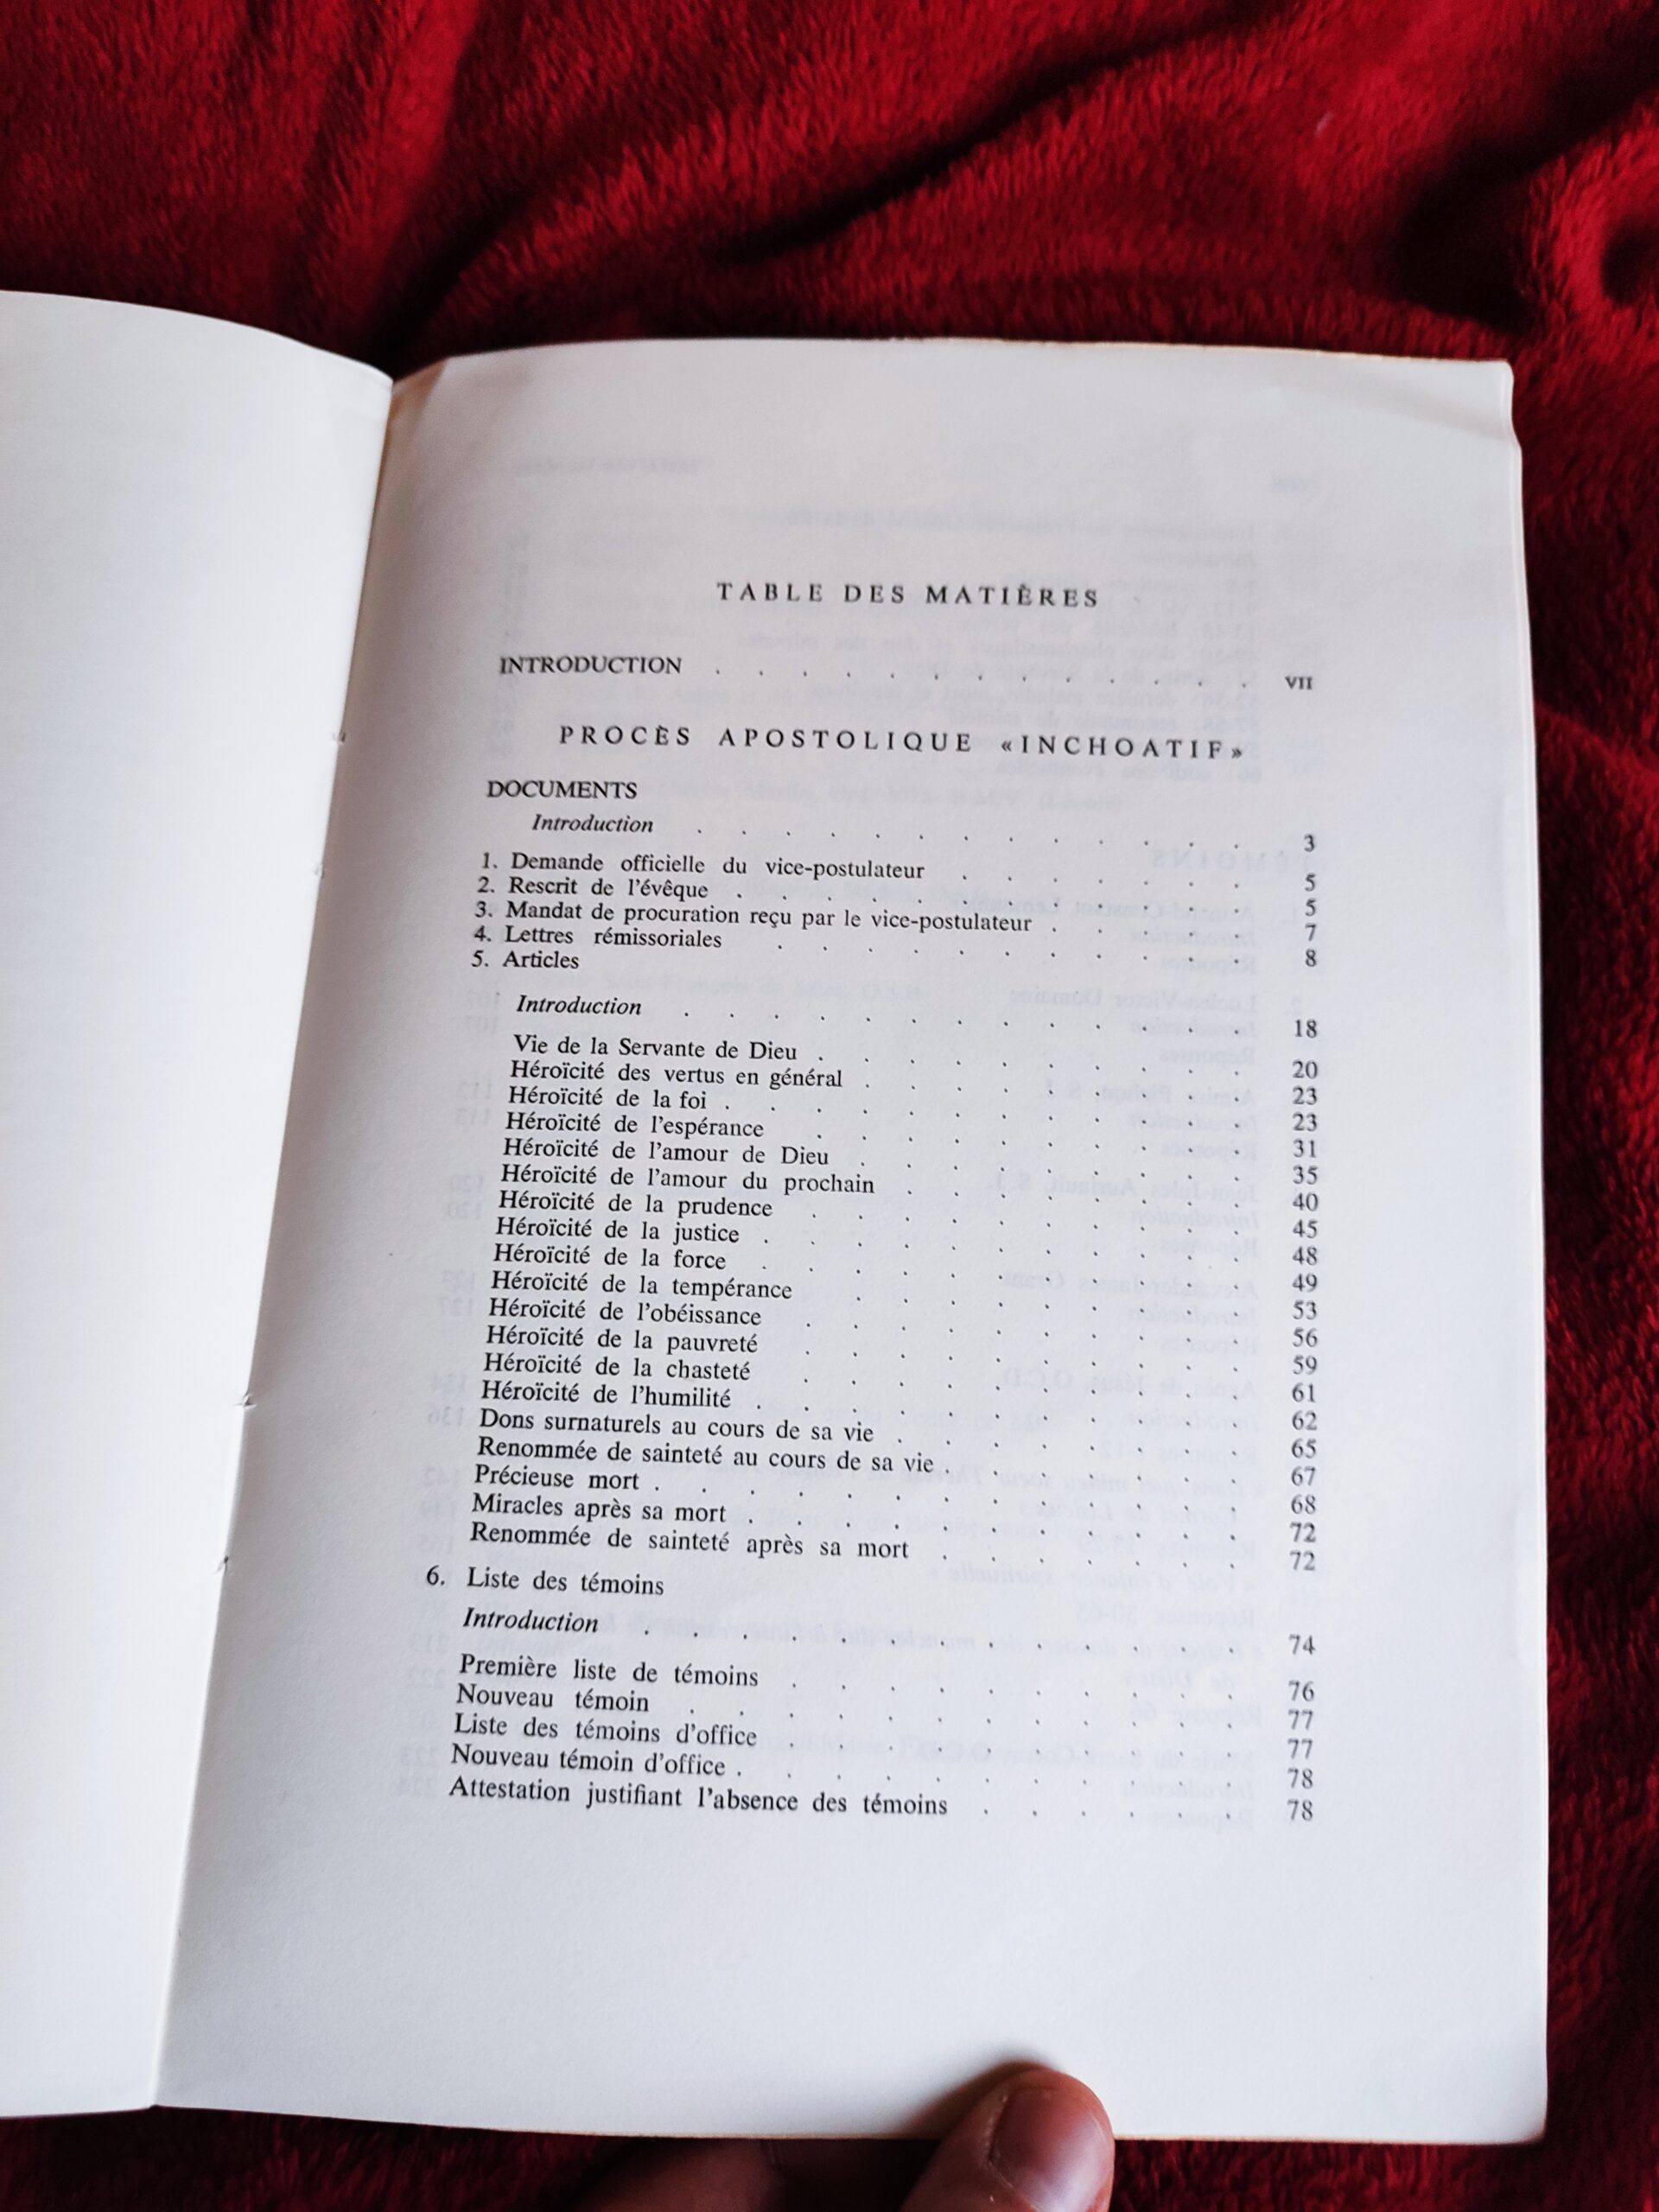 TABLE DES MATIÈRES
INTRODUCTION . . . . . . . . . . . . . VII
PROCÈS APOSTOLIQUE «INCHOATIF»
DOCUMENTS
Introduction . . . . . . . . . . . . . 3
1. Demande officielle du vice-postulateur . . . . . . . 5
2. Rescrit de l'évêque . . . . . . . . . . . . 5
3. Mandat de procuration reçu par le vice-postulateur . . . . . 7
4. Lettres rémissoriales . . . . . . . . . . . 8
5. Articles
Introduction . . . . . . . . . . . . . 18
Vie de la Servante de Dieu . . . . . . . . . . 20
Héroïcité des vertus en général . . . . . . . . . 23
Héroïcité de la foi . . . . . . . . . . . . 23
Héroïcité de l'espérance . . . . . . . . . . 31
Héroïcité de l'amour de Dieu . . . . . . . . . 35
Héroïcité de l'amour du prochain . . . . . . . . 40
Héroïcité de la prudence . . . . . . . . . . 45
Héroïcité de la justice . . . . . . . . . . . 48
Héroïcité de la force . . . . . . . . . . . 49
Héroïcité de la tempérance . . . . . . . . . 53
Héroïcité de l'obéissance . . . . . . . . . . 56
Héroïcité de la pauvreté . . . . . . . . . . 59
Héroïcité de la chasteté . . . . . . . . . . 61
Héroïcité de l'humilité . . . . . . . . . . . 62
Dons surnaturels au cours de sa vie . . . . . . . . 65
Renommée de sainteté au cours de sa vie . . . . . . . 67
Précieuse mort . . . . . . . . . . . . . 68
Miracles après sa mort . . . . . . . . . . . 72
Renommée de sainteté après sa mort . . . . . . . 72
6. Liste des témoins
Introduction . . . . . . . . . . . . . 74
Première liste de témoins . . . . . . . . . . 76
Nouveau témoin . . . . . . . . . . . . 77
Liste des témoins d'office . . . . . . . . . . 77
Nouveau témoin d'office . . . . . . . . . . . 78
Attestation justifiant l'absence des témoins . . . . . . 78